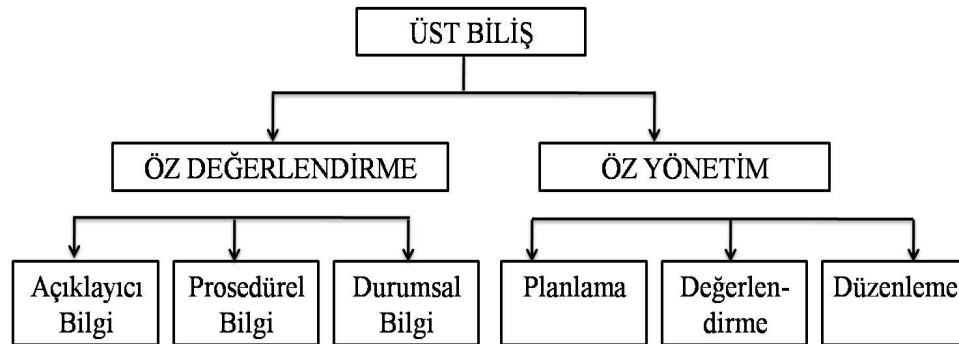 ÜST BİLİŞ
ÖZ DEĞERLENDİRME
ÖZ YÖNETİM
Açıklayıcı
Bilgi
Prosedürel
Bilgi
Durumsal
Bilgi
Planlama
Değerlen-
dirme
Düzenleme